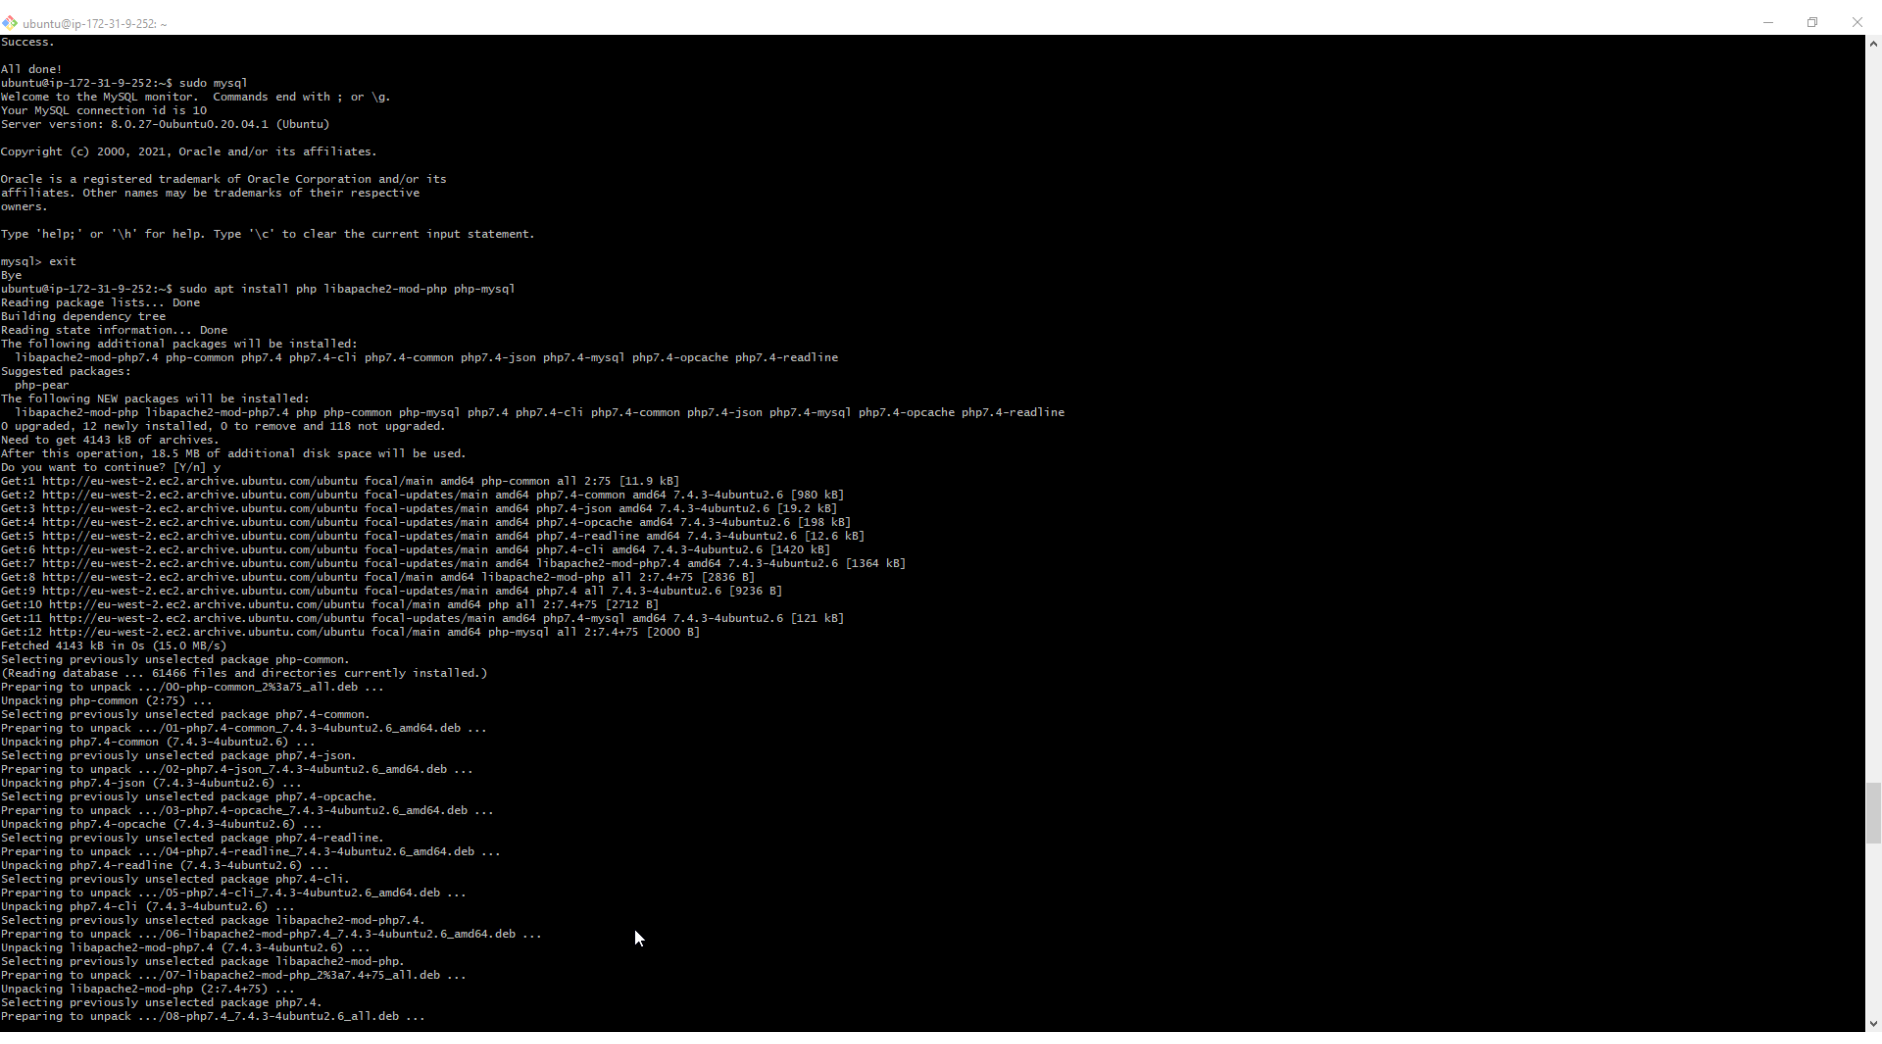 ubuntu@ip-172-31-9-252: ~
Success.
All done!
ubuntu@ip-172-31-9-252:~$ sudo mysql
Welcome to the MySQL monitor.  Commands end with ; or \g.
Your MySQL connection id is 10
Server version: 8.0.27-0ubuntu0.20.04.1 (Ubuntu)
Copyright (c) 2000, 2021, Oracle and/or its affiliates.
Oracle is a registered trademark of Oracle Corporation and/or its
affiliates. Other names may be trademarks of their respective
owners.
Type 'help;' or '\h' for help. Type '\c' to clear the current input statement.
mysql> exit
Bye
ubuntu@ip-172-31-9-252:~$ sudo apt install php libapache2-mod-php php-mysql
Reading package lists... Done
Building dependency tree
Reading state information... Done
The following additional packages will be installed:
  libapache2-mod-php7.4 php-common php7.4 php7.4-cli php7.4-common php7.4-json php7.4-mysql php7.4-opcache php7.4-readline
Suggested packages:
  php-pear
The following NEW packages will be installed:
  libapache2-mod-php libapache2-mod-php7.4 php php-common php-mysql php7.4 php7.4-cli php7.4-common php7.4-json php7.4-mysql php7.4-opcache php7.4-readline
0 upgraded, 12 newly installed, 0 to remove and 118 not upgraded.
Need to get 4143 kB of archives.
After this operation, 18.5 MB of additional disk space will be used.
Do you want to continue? [Y/n] y
Get:1 http://eu-west-2.ec2.archive.ubuntu.com/ubuntu focal/main amd64 php-common all 2:75 [11.9 kB]
Get:2 http://eu-west-2.ec2.archive.ubuntu.com/ubuntu focal-updates/main amd64 php7.4-common amd64 7.4.3-4ubuntu2.6 [980 kB]
Get:3 http://eu-west-2.ec2.archive.ubuntu.com/ubuntu focal-updates/main amd64 php7.4-json amd64 7.4.3-4ubuntu2.6 [19.2 kB]
Get:4 http://eu-west-2.ec2.archive.ubuntu.com/ubuntu focal-updates/main amd64 php7.4-opcache amd64 7.4.3-4ubuntu2.6 [198 kB]
Get:5 http://eu-west-2.ec2.archive.ubuntu.com/ubuntu focal-updates/main amd64 php7.4-readline amd64 7.4.3-4ubuntu2.6 [12.6 kB]
Get:6 http://eu-west-2.ec2.archive.ubuntu.com/ubuntu focal-updates/main amd64 php7.4-cli amd64 7.4.3-4ubuntu2.6 [1420 kB]
Get:7 http://eu-west-2.ec2.archive.ubuntu.com/ubuntu focal-updates/main amd64 libapache2-mod-php7.4 amd64 7.4.3-4ubuntu2.6 [1364 kB]
Get:8 http://eu-west-2.ec2.archive.ubuntu.com/ubuntu focal/main amd64 libapache2-mod-php all 2:7.4+75 [2836 B]
Get:9 http://eu-west-2.ec2.archive.ubuntu.com/ubuntu focal-updates/main amd64 php7.4 all 7.4.3-4ubuntu2.6 [9236 B]
Get:10 http://eu-west-2.ec2.archive.ubuntu.com/ubuntu focal/main amd64 php all 2:7.4+75 [2712 B]
Get:11 http://eu-west-2.ec2.archive.ubuntu.com/ubuntu focal-updates/main amd64 php7.4-mysql amd64 7.4.3-4ubuntu2.6 [121 kB]
Get:12 http://eu-west-2.ec2.archive.ubuntu.com/ubuntu focal/main amd64 php-mysql all 2:7.4+75 [2000 B]
Fetched 4143 kB in 0s (15.0 MB/s)
Selecting previously unselected package php-common.
(Reading database ... 61466 files and directories currently installed.)
Preparing to unpack .../00-php-common_2%3a75_all.deb ...
Unpacking php-common (2:75) ...
Selecting previously unselected package php7.4-common.
Preparing to unpack .../01-php7.4-common_7.4.3-4ubuntu2.6_amd64.deb ...
Unpacking php7.4-common (7.4.3-4ubuntu2.6) ...
Selecting previously unselected package php7.4-json.
Preparing to unpack .../02-php7.4-json_7.4.3-4ubuntu2.6_amd64.deb ...
Unpacking php7.4-json (7.4.3-4ubuntu2.6) ...
Selecting previously unselected package php7.4-opcache.
Preparing to unpack .../03-php7.4-opcache_7.4.3-4ubuntu2.6_amd64.deb ...
Unpacking php7.4-opcache (7.4.3-4ubuntu2.6) ...
Selecting previously unselected package php7.4-readline.
Preparing to unpack .../04-php7.4-readline_7.4.3-4ubuntu2.6_amd64.deb ...
Unpacking php7.4-readline (7.4.3-4ubuntu2.6) ...
Selecting previously unselected package php7.4-cli.
Preparing to unpack .../05-php7.4-cli_7.4.3-4ubuntu2.6_amd64.deb ...
Unpacking php7.4-cli (7.4.3-4ubuntu2.6) ...
Selecting previously unselected package libapache2-mod-php7.4.
Preparing to unpack .../06-libapache2-mod-php7.4_7.4.3-4ubuntu2.6_amd64.deb ...
Unpacking libapache2-mod-php7.4 (7.4.3-4ubuntu2.6) ...
Selecting previously unselected package libapache2-mod-php.
Preparing to unpack .../07-libapache2-mod-php_2%3a7.4+75_all.deb ...
Unpacking libapache2-mod-php (2:7.4+75) ...
Selecting previously unselected package php7.4.
Preparing to unpack .../08-php7.4_7.4.3-4ubuntu2.6_all.deb ...